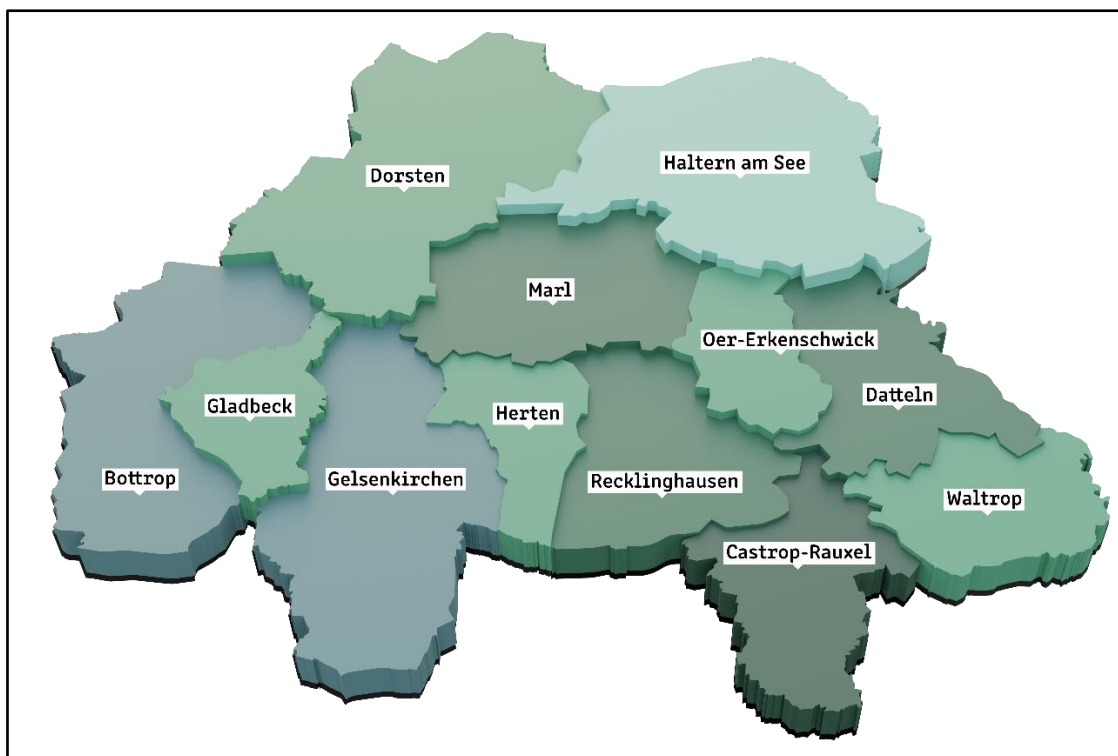 Haltern am See
Dorsten
Marl
Oer-Erkenschwick
Datteln
Gladbeck
Herten
Bottrop
Gelsenkirchen
Recklinghausen
Waltrop
Castrop-Rauxel